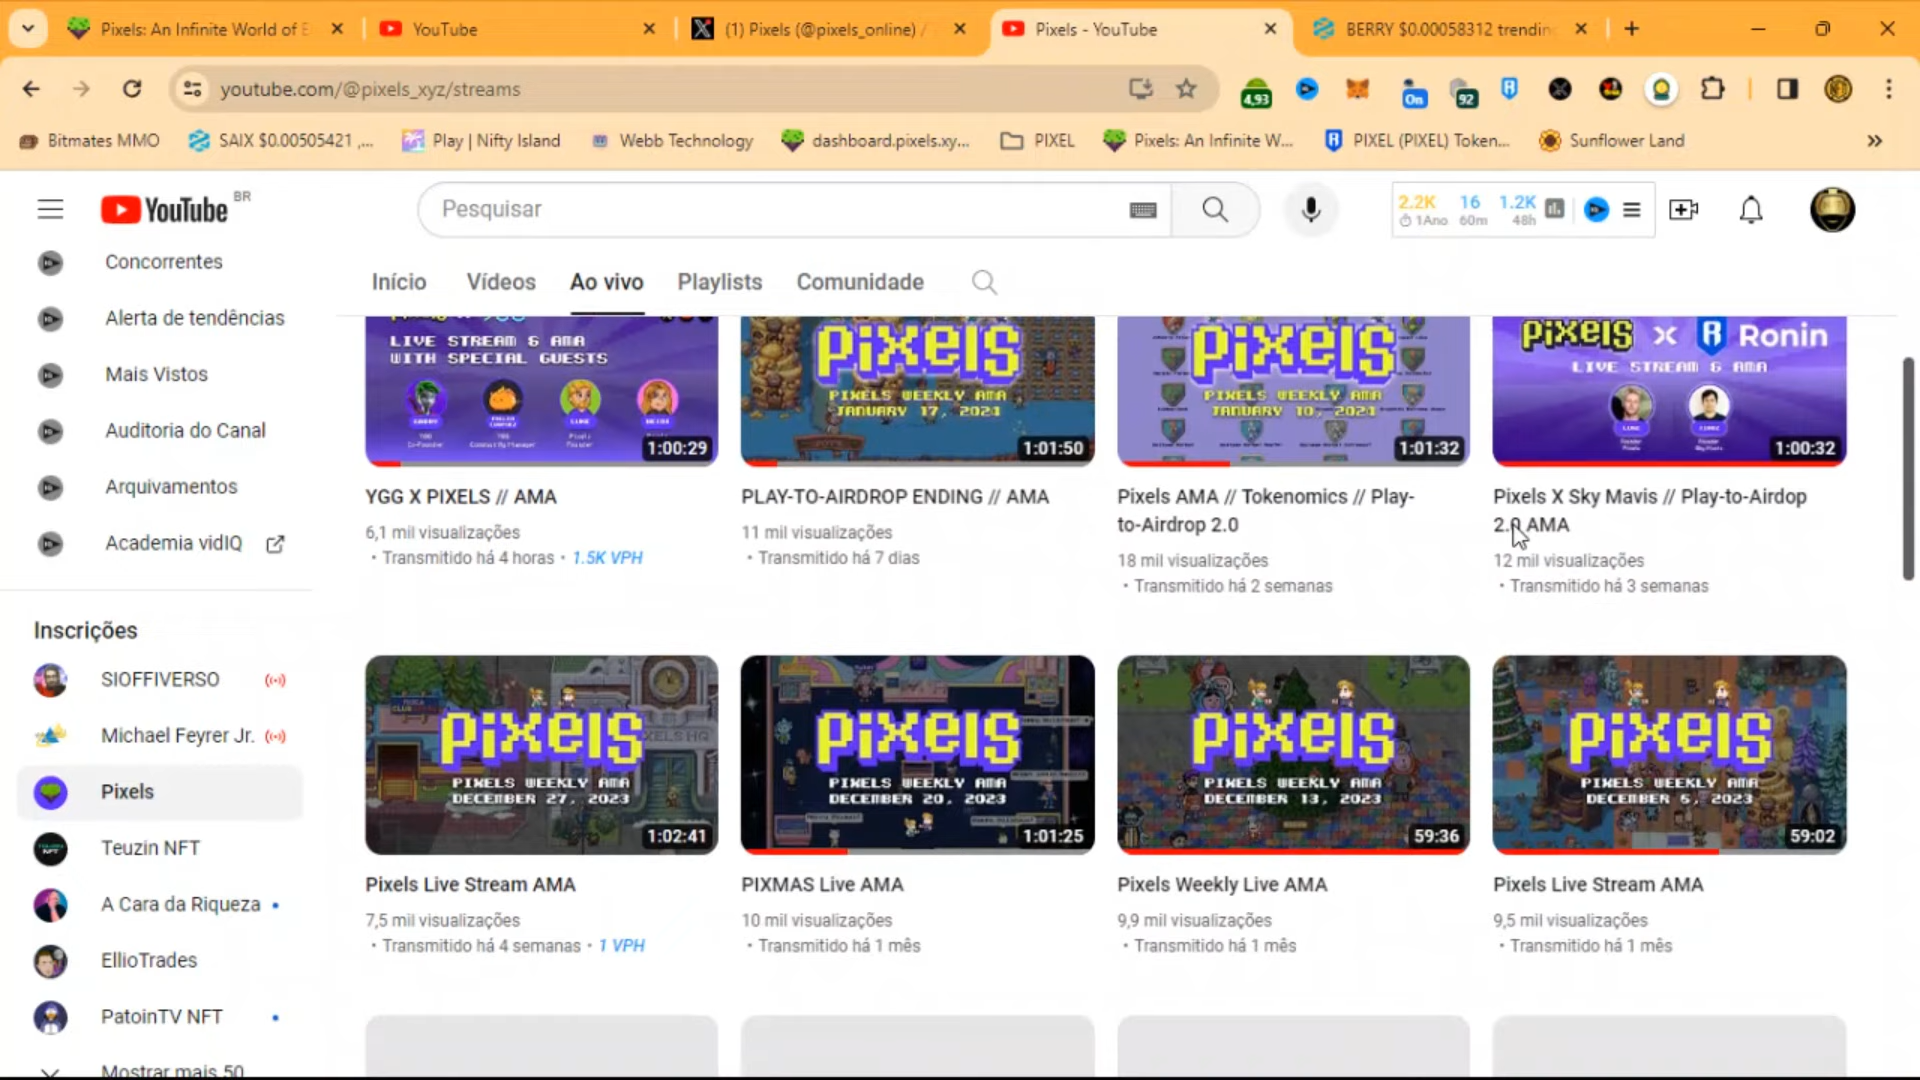 Pixels: An Infinite World of E
YouTube
(1) Pixels (@pixels_online) /
Pixels - YouTube
BERRY $0.00058312 trendin
youtube.com/@pixels_xyz/streams
4,93
On
92
Bitmates MMO
SAIX $0.00505421 ,...
Play | Nifty Island
Webb Technology
dashboard.pixels.xy...
PIXEL
Pixels: An Infinite W...
PIXEL (PIXEL) Token...
Sunflower Land
YouTube BR
Pesquisar
2.2K 16 1.2K
1Ano 60m 48h
Concorrentes
Alerta de tendências
Mais Vistos
Auditoria do Canal
Arquivamentos
Academia vidIQ
Inscrições
SIOFFIVERSO
Michael Feyrer Jr.
Pixels
Teuzin NFT
A Cara da Riqueza
EllioTrades
PatoinTV NFT
Mostrar mais 50
Início
Vídeos
Ao vivo
Playlists
Comunidade
LIVE STREAM & AMA
WITH SPECIAL GUESTS
1:00:29
YGG X PIXELS // AMA
6,1 mil visualizações
• Transmitido há 4 horas • 1.5K VPH
pixels
PIXELS WEEKLY AMA
JANUARY 17, 2024
1:01:50
PLAY-TO-AIRDROP ENDING // AMA
11 mil visualizações
• Transmitido há 7 dias
pixels
PIXELS WEEKLY AMA
JANUARY 10, 2024
1:01:32
Pixels AMA // Tokenomics // Play-
to-Airdrop 2.0
18 mil visualizações
• Transmitido há 2 semanas
pixels x Ronin
LIVE STREAM & AMA
1:00:32
Pixels X Sky Mavis // Play-to-Airdop
2.0 AMA
12 mil visualizações
• Transmitido há 3 semanas
pixels
PIXELS WEEKLY AMA
DECEMBER 27, 2023
1:02:41
Pixels Live Stream AMA
7,5 mil visualizações
• Transmitido há 4 semanas • 1 VPH
pixels
PIXELS WEEKLY AMA
DECEMBER 20, 2023
1:01:25
PIXMAS Live AMA
10 mil visualizações
• Transmitido há 1 mês
pixels
PIXELS WEEKLY AMA
DECEMBER 13, 2023
59:36
Pixels Weekly Live AMA
9,9 mil visualizações
• Transmitido há 1 mês
pixels
PIXELS WEEKLY AMA
DECEMBER 6, 2023
59:02
Pixels Live Stream AMA
9,5 mil visualizações
• Transmitido há 1 mês